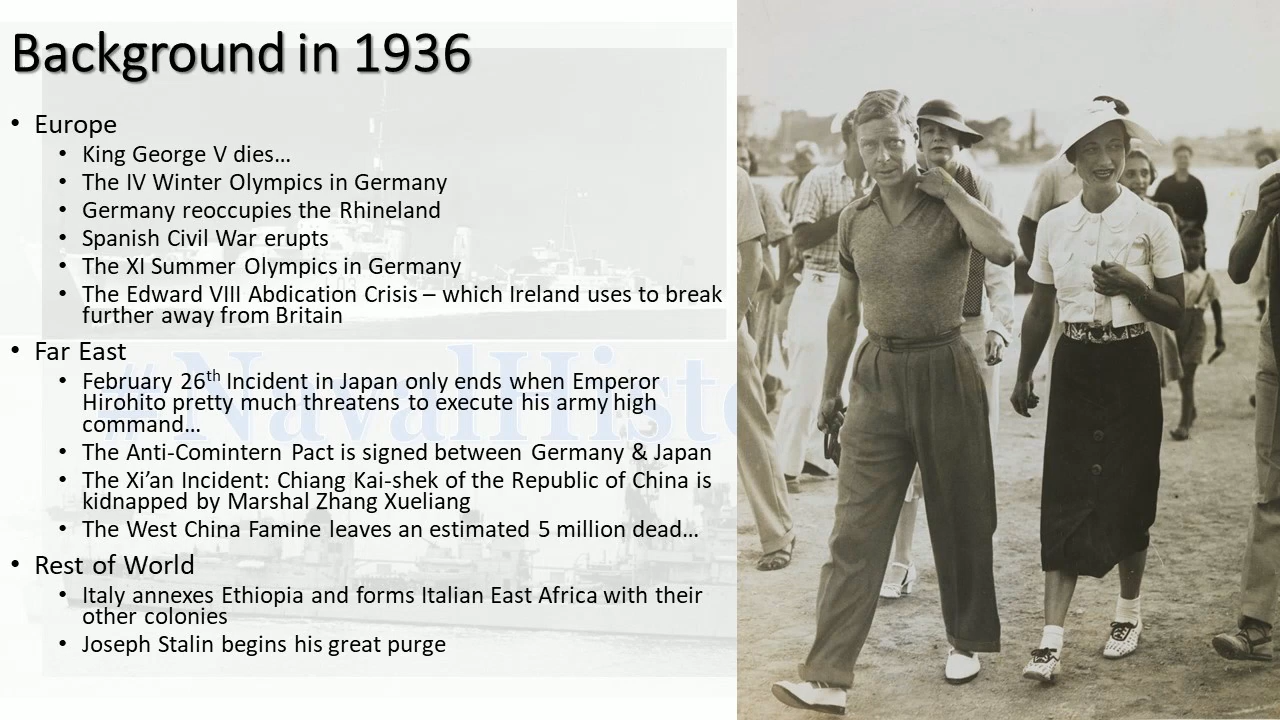 Background in 1936
• Europe
• King George V dies…
• The IV Winter Olympics in Germany
• Germany reoccupies the Rhineland
• Spanish Civil War erupts
• The XI Summer Olympics in Germany
• The Edward VIII Abdication Crisis – which Ireland uses to break
further away from Britain
• Far East
• February 26th Incident in Japan only ends when Emperor
Hirohito pretty much threatens to execute his army high
command…
• The Anti-Comintern Pact is signed between Germany & Japan
• The Xi’an Incident: Chiang Kai-shek of the Republic of China is
kidnapped by Marshal Zhang Xueliang
• The West China Famine leaves an estimated 5 million dead…
• Rest of World
• Italy annexes Ethiopia and forms Italian East Africa with their
other colonies
• Joseph Stalin begins his great purge
#NavalHisto